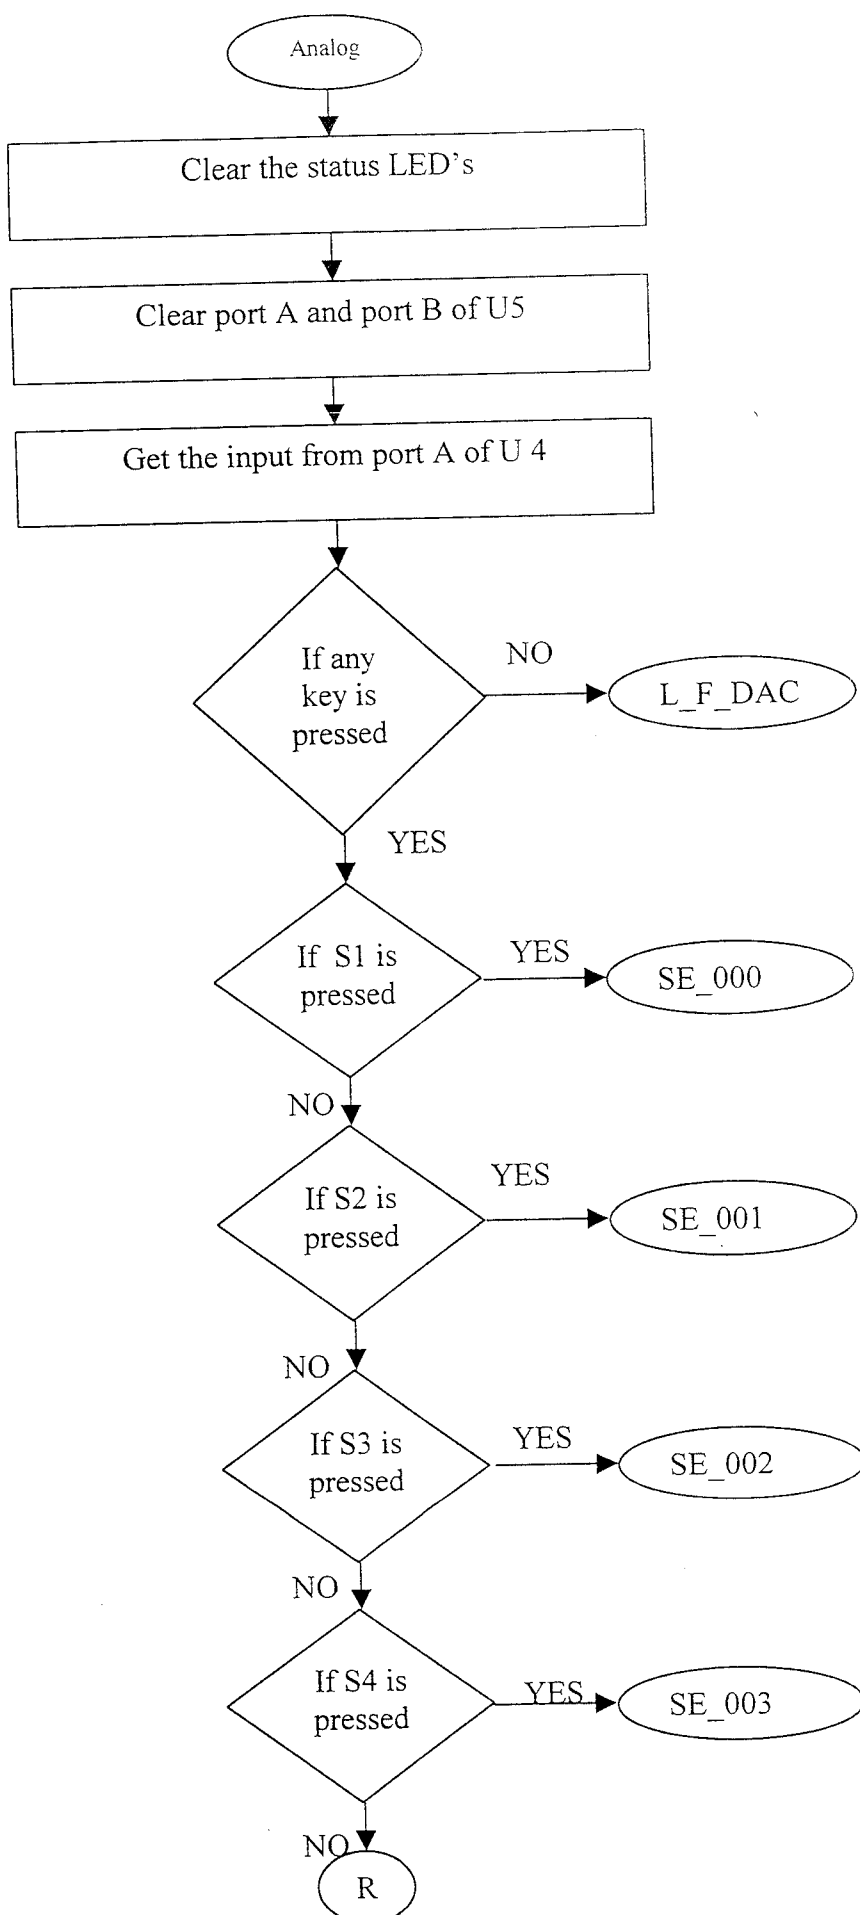 Analog
Clear the status LED's
Clear port A and port B of U5
Get the input from port A of U 4
If any
key is
pressed
NO
L_F_DAC
YES
If S1 is
pressed
YES
SE_000
NO
If S2 is
pressed
YES
SE_001
NO
If S3 is
pressed
YES
SE_002
NO
If S4 is
pressed
YES
SE_003
NO
R